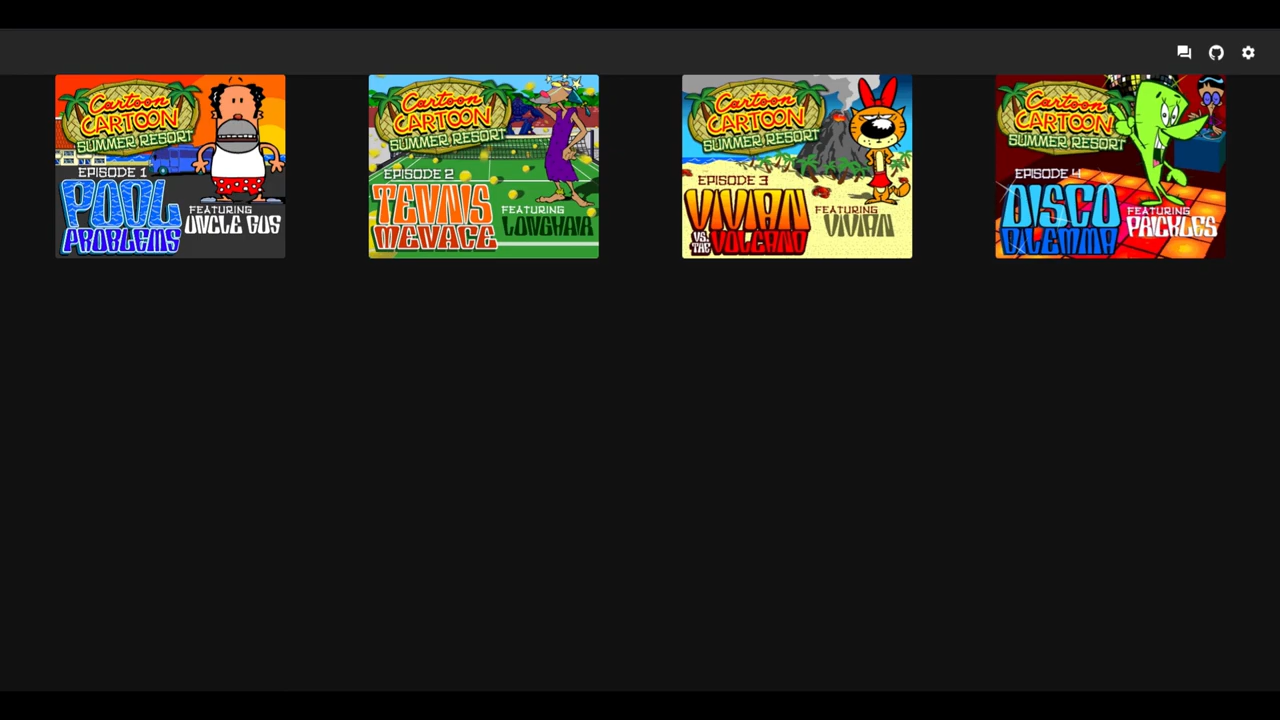 Cartoon
CARTOON
SUMMER RESORT
EPISODE 1
POOL
PROBLEMS
FEATURING
UNCLE GUS
Cartoon
CARTOON
SUMMER RESORT
EPISODE 2
TENNIS
MENACE
FEATURING
LONGHAIR
Cartoon
CARTOON
SUMMER RESORT
EPISODE 3
VIVIAN
VS. THE VOLCANO
FEATURING
VIVIAN
Cartoon
CARTOON
SUMMER RESORT
EPISODE 4
DISCO
DILEMMA
FEATURING
PRICKLES